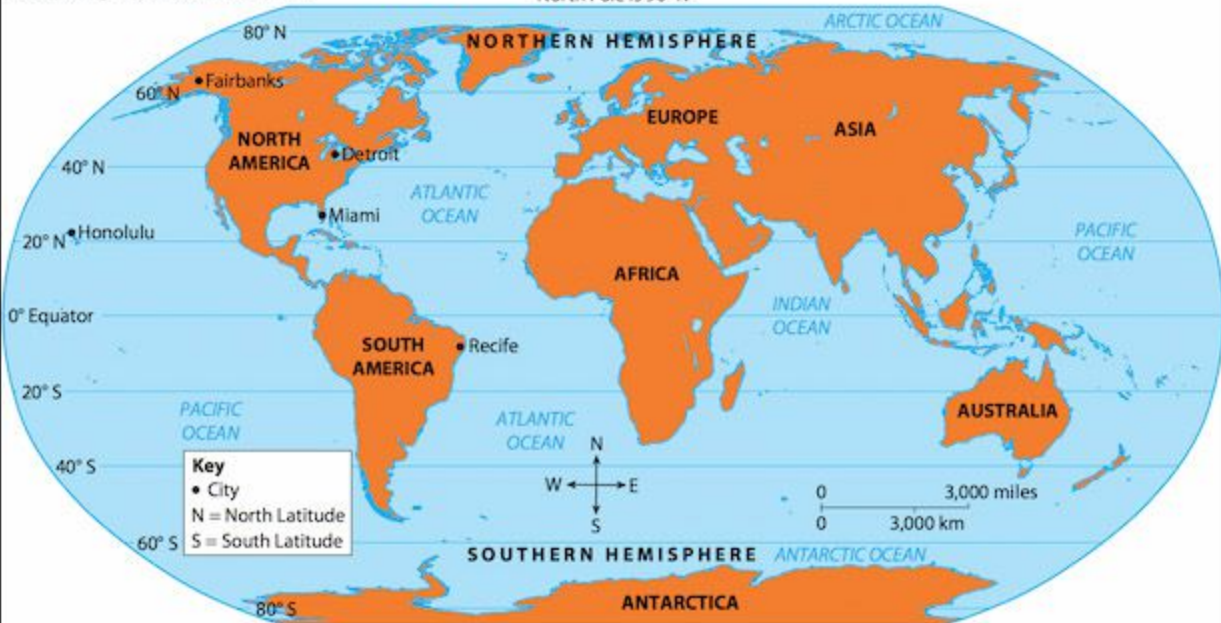 80° N
NORTHERN HEMISPHERE
ARCTIC OCEAN
Fairbanks
60° N
EUROPE
ASIA
NORTH
AMERICA
Detroit
40° N
ATLANTIC
OCEAN
Miami
Honolulu
20° N
PACIFIC
OCEAN
AFRICA
INDIAN
OCEAN
0° Equator
SOUTH
AMERICA
Recife
20° S
PACIFIC
OCEAN
ATLANTIC
OCEAN
AUSTRALIA
40° S
N
W E
S
0 3,000 miles
0 3,000 km
Key
• City
N = North Latitude
S = South Latitude
60° S
SOUTHERN HEMISPHERE
ANTARCTIC OCEAN
80° S
ANTARCTICA